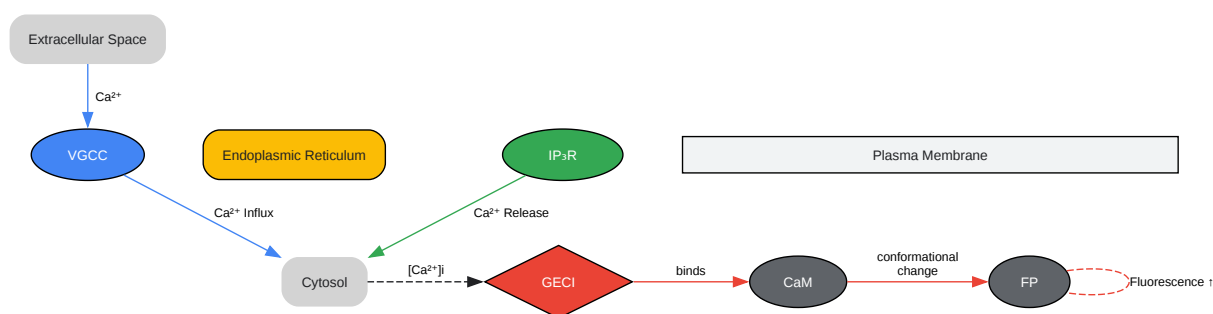 Extracellular Space
Ca²⁺
VGCC
Endoplasmic Reticulum
IP₃R
Plasma Membrane
Ca²⁺ Influx
Ca²⁺ Release
Cytosol
[Ca²⁺]i
GECI
binds
CaM
conformational
change
FP
Fluorescence ↑